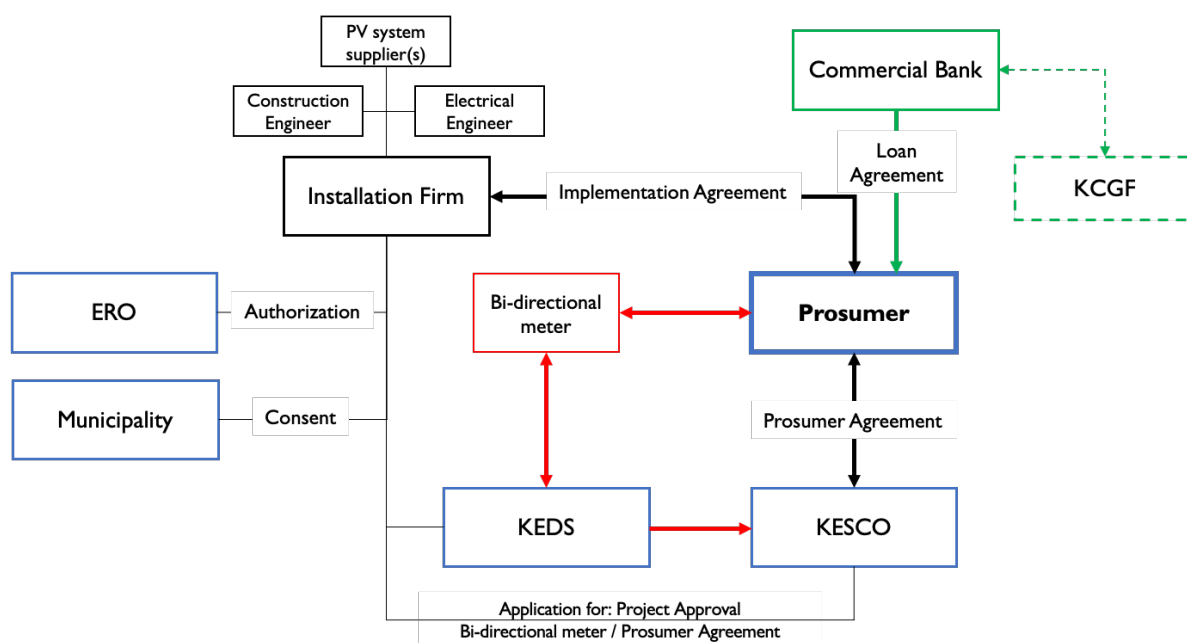 PV system
supplier(s)
Commercial Bank
Construction
Engineer
Electrical
Engineer
Loan
Agreement
KCGF
Installation Firm
Implementation Agreement
ERO
Authorization
Bi-directional
meter
Prosumer
Municipality
Consent
Prosumer Agreement
KEDS
KESCO
Application for: Project Approval
Bi-directional meter / Prosumer Agreement